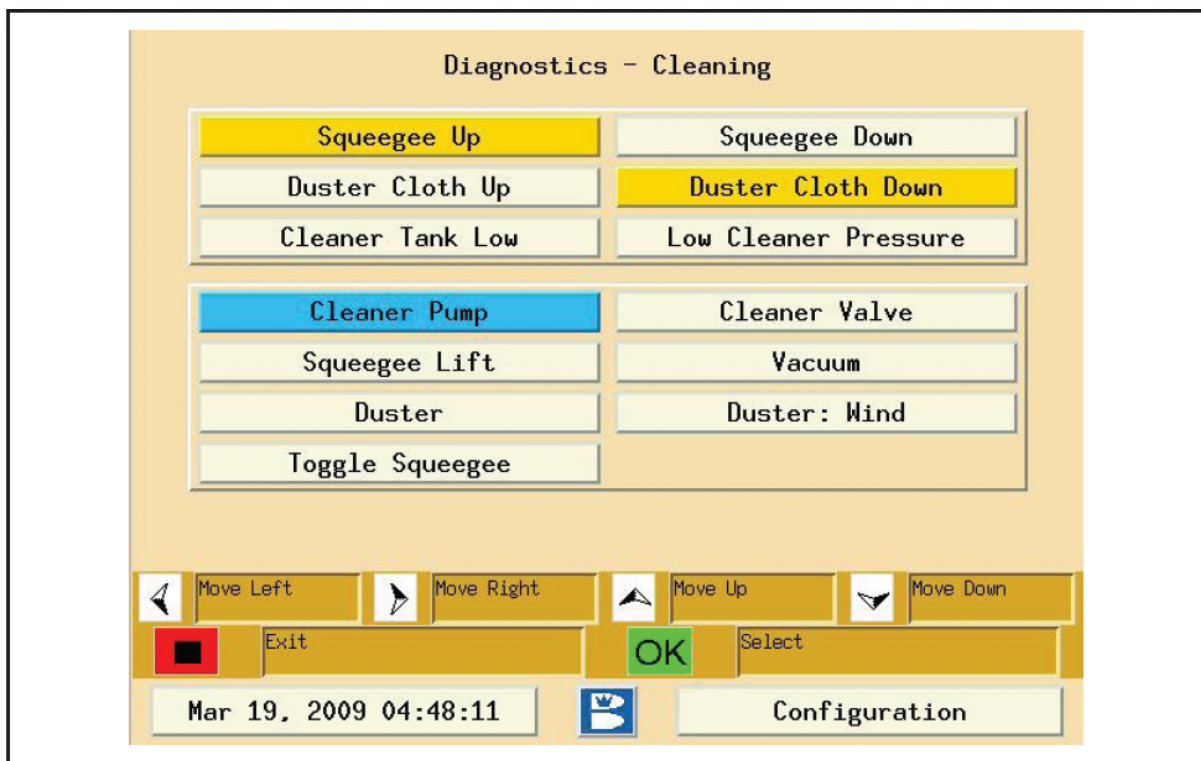 Diagnostics - Cleaning
Squeegee Up Squeegee Down
Duster Cloth Up Duster Cloth Down
Cleaner Tank Low Low Cleaner Pressure
Cleaner Pump Cleaner Valve
Squeegee Lift Vacuum
Duster Duster: Wind
Toggle Squeegee
Move Left Move Right Move Up Move Down
Exit OK Select
Mar 19, 2009 04:48:11 B Configuration